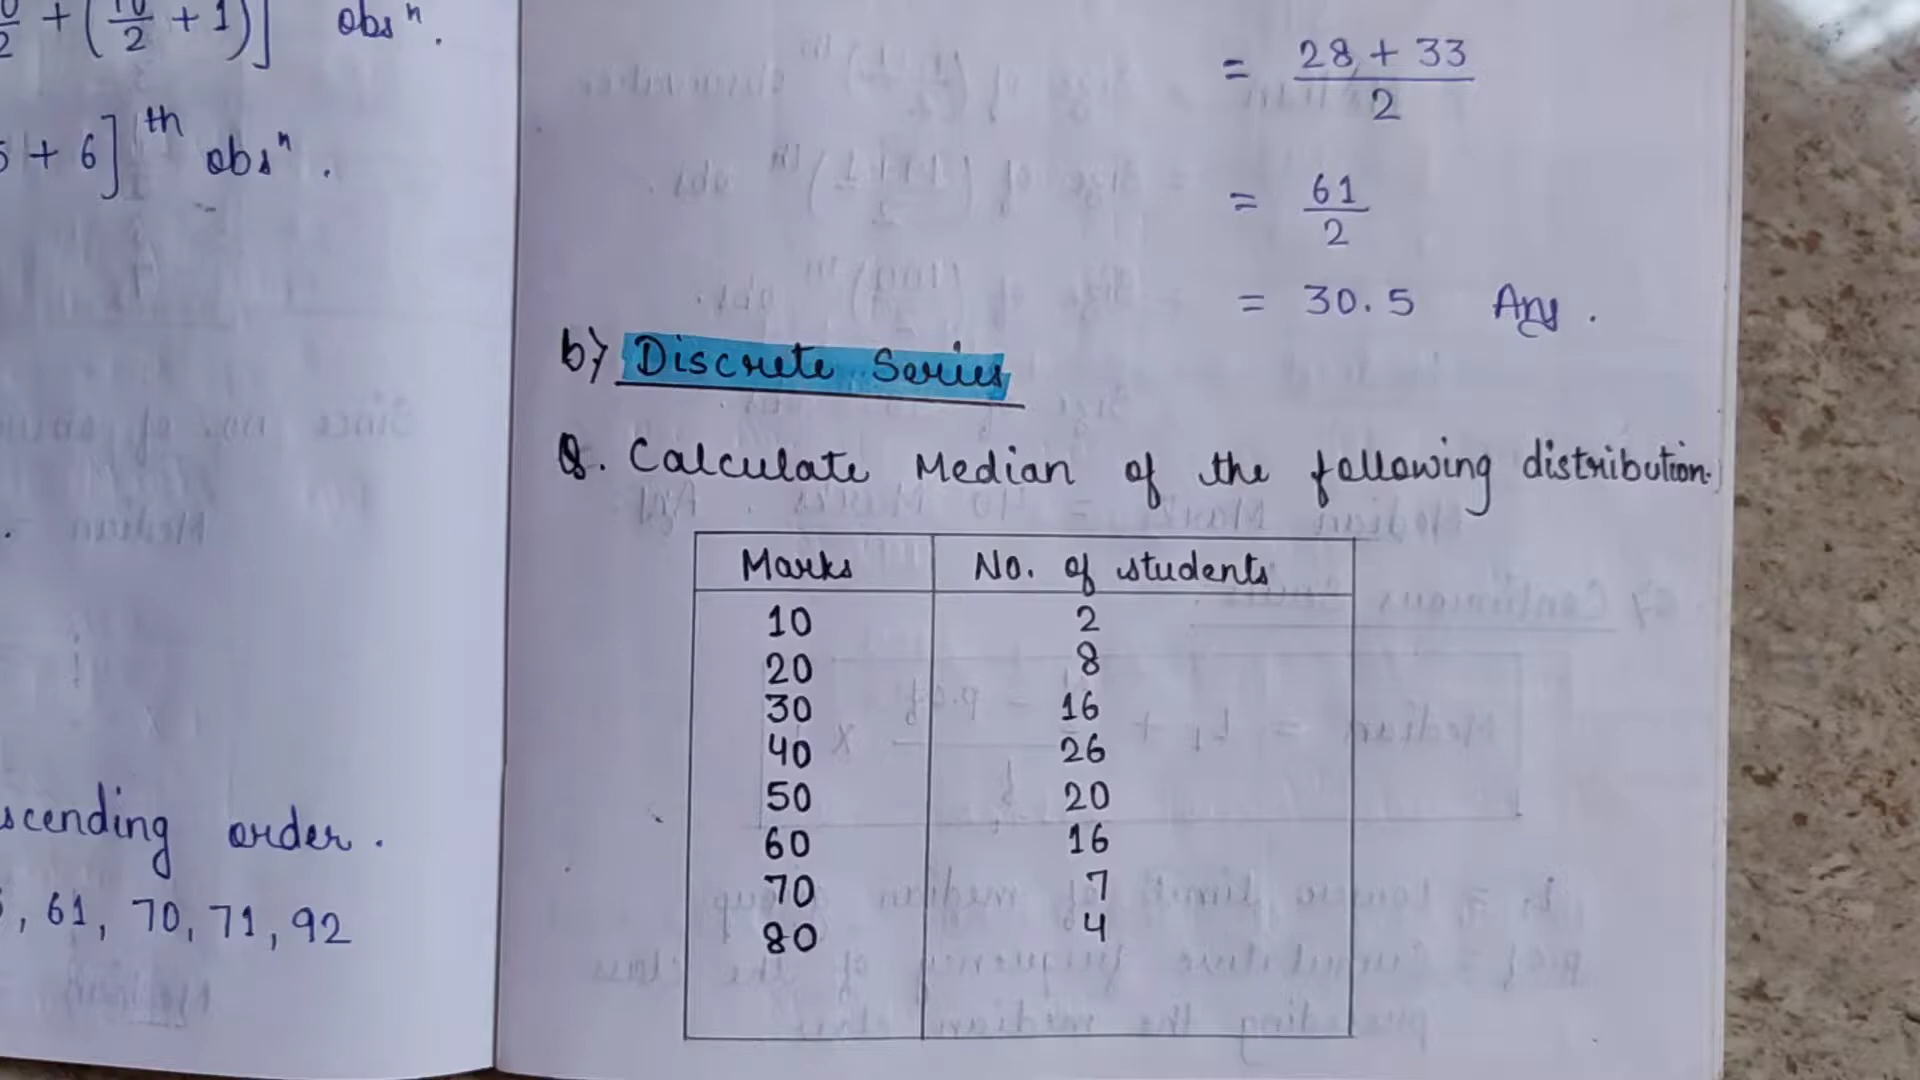 + (10/2 + 1)] obsⁿ.
+ 6]ᵗʰ obsⁿ.
scending order.
, 61, 70, 71, 92
= 28 + 33
2
= 61
2
= 30.5 Ans.
b) Discrete Series
Q. Calculate Median of the following distribution.
Marks No. of students
10 2
20 8
30 16
40 26
50 20
60 16
70 7
80 4